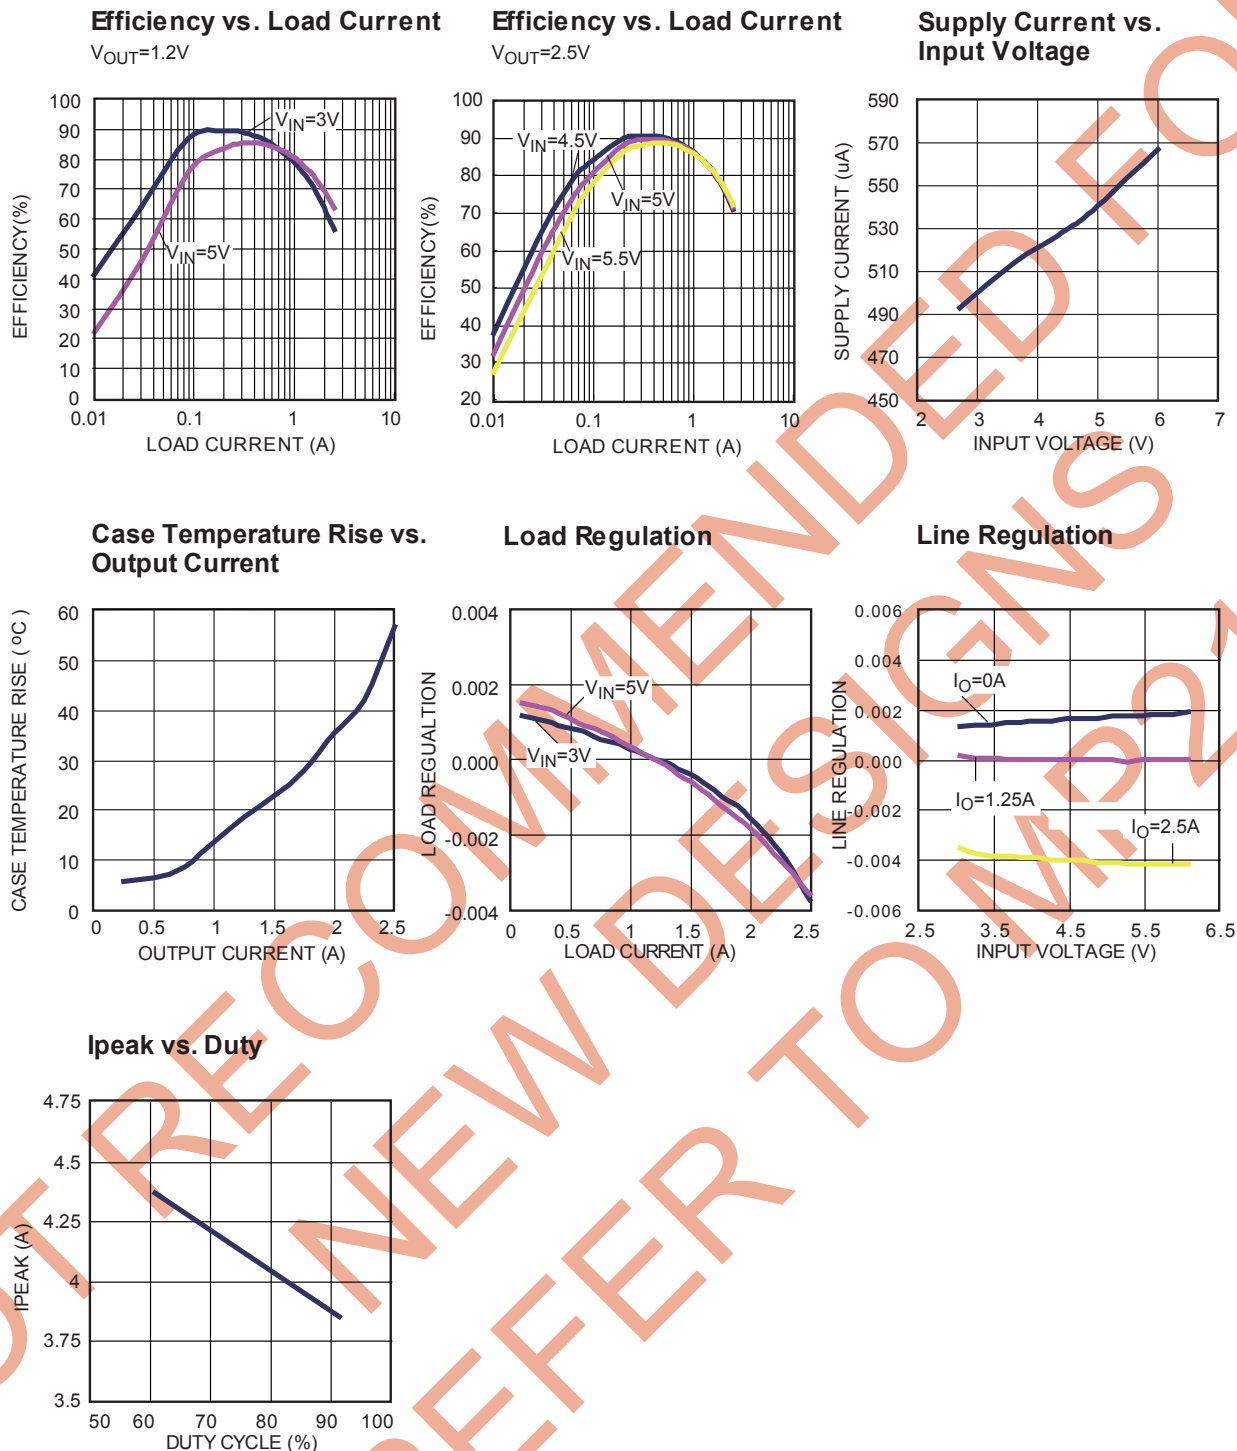 Efficiency vs. Load Current
VOUT=1.2V
100
90
80
70
60
50
40
30
20
10
0
EFFICIENCY(%)
VIN=3V
VIN=5V
0.01 0.1 1 10
LOAD CURRENT (A)
Efficiency vs. Load Current
VOUT=2.5V
100
90
80
70
60
50
40
30
20
EFFICIENCY(%)
VIN=4.5V
VIN=5V
VIN=5.5V
0.01 0.1 1 10
LOAD CURRENT (A)
Supply Current vs.
Input Voltage
590
570
550
530
510
490
470
450
SUPPLY CURRENT (uA)
2 3 4 5 6 7
INPUT VOLTAGE (V)
Case Temperature Rise vs.
Output Current
60
50
40
30
20
10
0
CASE TEMPERATURE RISE ( OC)
0 0.5 1 1.5 2 2.5
OUTPUT CURRENT (A)
Load Regulation
0.004
0.002
0.000
-0.002
-0.004
LOAD REGUALTION
VIN=5V
VIN=3V
0 0.5 1 1.5 2 2.5
LOAD CURRENT (A)
Line Regulation
0.006
0.004
0.002
0.000
-0.002
-0.004
-0.006
LINE REGULATION
IO=0A
IO=1.25A
IO=2.5A
2.5 3.5 4.5 5.5 6.5
INPUT VOLTAGE (V)
Ipeak vs. Duty
4.75
4.5
4.25
4
3.75
3.5
IPEAK (A)
50 60 70 80 90 100
DUTY CYCLE (%)
RECOMMENDED
NEW DESIGNS
REFER TO